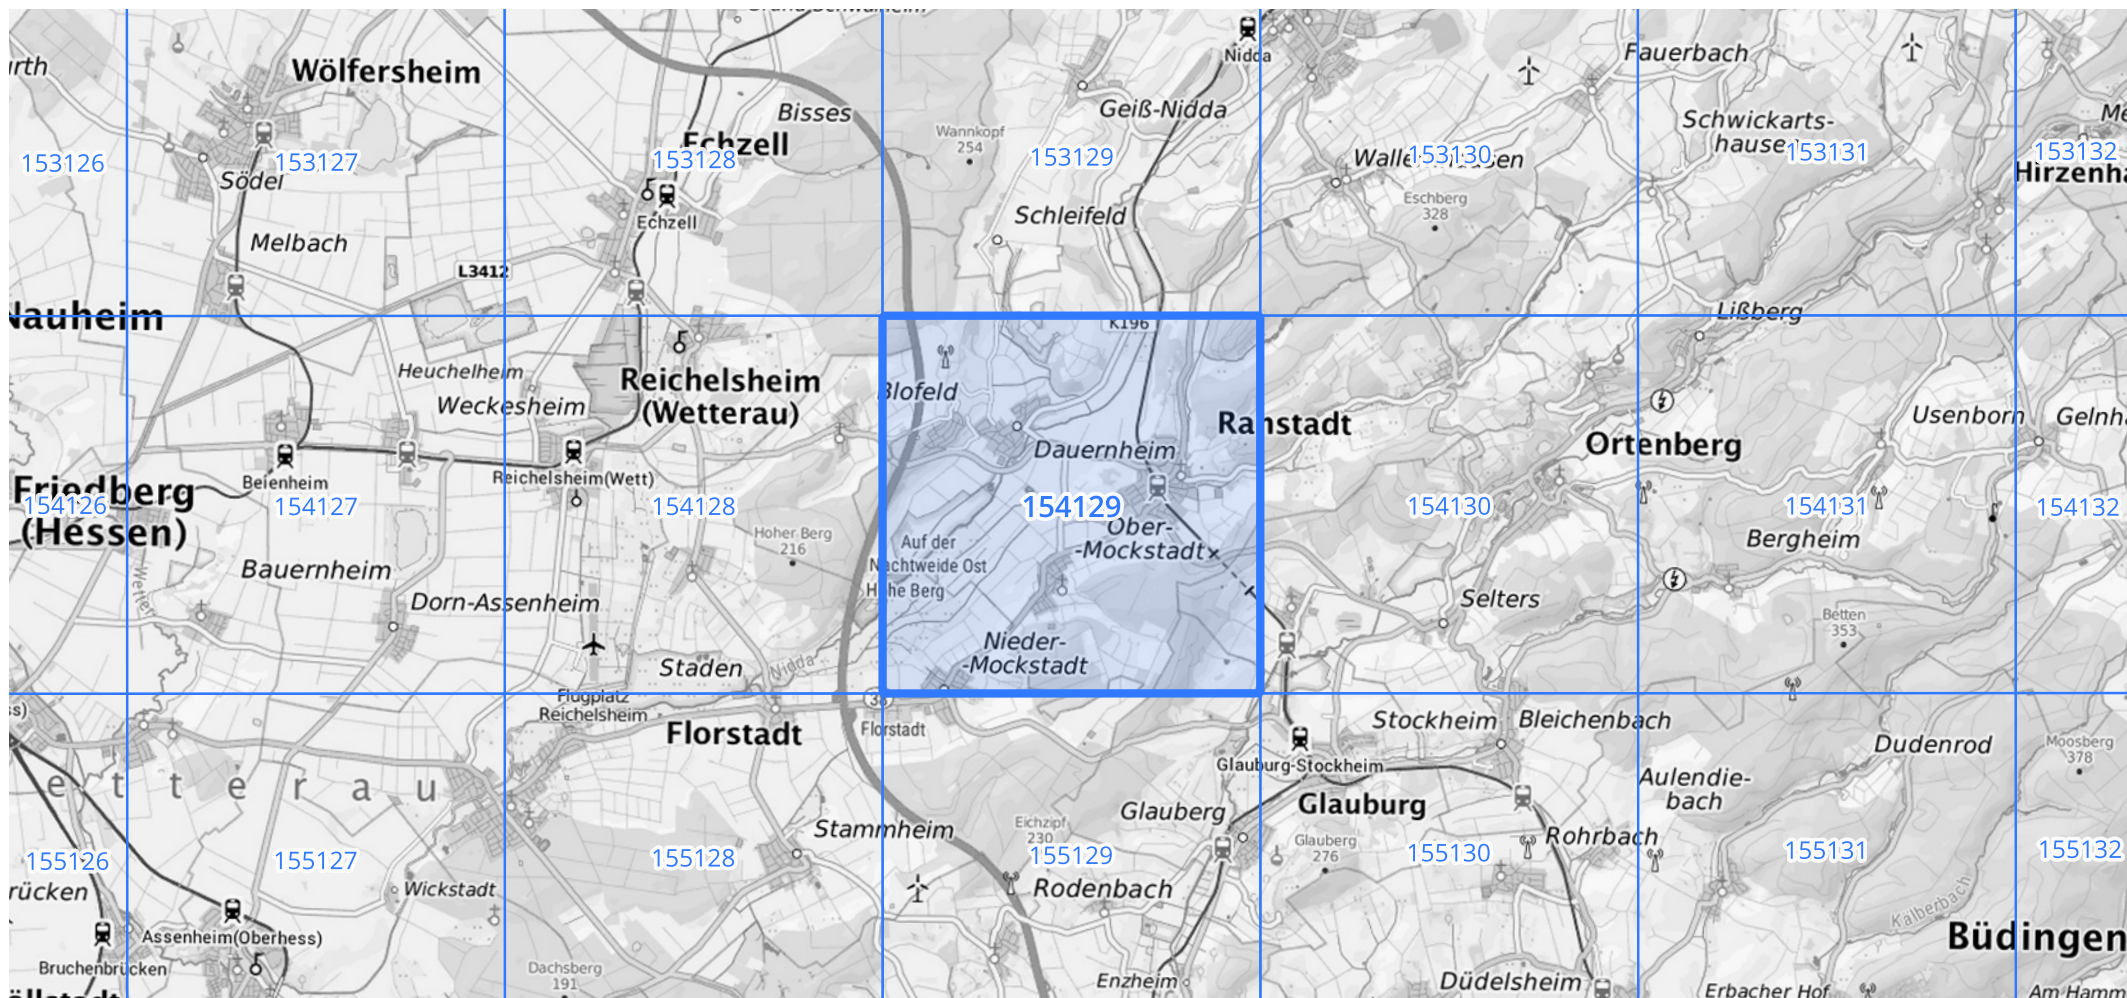 Wölfersheim
Bisses
Geiß-Nidda
Nidda
Fauerbach
Wannkopf
254
Schwickarts-
hausen
Echzell
153126
153127
153128
153129
153130
153131
153132
Södel
Echzell
Schleifeld
Eschberg
328
Melbach
L3412
Lißberg
K196
Nauheim
Heuchelheim
Weckesheim
Reichelsheim
(Wetterau)
Blofeld
Ranstadt
Usenborn
Dauernheim
Ortenberg
Beienheim
Reichelsheim(Wett)
Friedberg
(Hessen)
154126
154127
154128
154129
154130
154131
154132
Hoher Berg
216
Auf der
Nachtweide Ost
Hohe Berg
Ober-
-Mockstadt
Bergheim
Bauernheim
Wetter
Dorn-Assenheim
Selters
Betten
353
Nieder-
-Mockstadt
Staden
Nidda
Flugplatz
Reichelsheim
Florstadt
Florstadt
Stockheim
Bleichenbach
Dudenrod
Moosberg
378
Glauburg-Stockheim
e t t e r a u
Aulendie-
bach
Glauburg
Glauberg
Stammheim
Eichzipf
230
Glauberg
276
Rohrbach
155126
155127
155128
155129
155130
155131
155132
rücken
Wickstadt
Rodenbach
Kälberbach
Assenheim(Oberhess)
Büdingen
Bruchenbrücken
Dachsberg
191
Enzheim
Düdelsheim
Erbacher Hof
Am Hamm